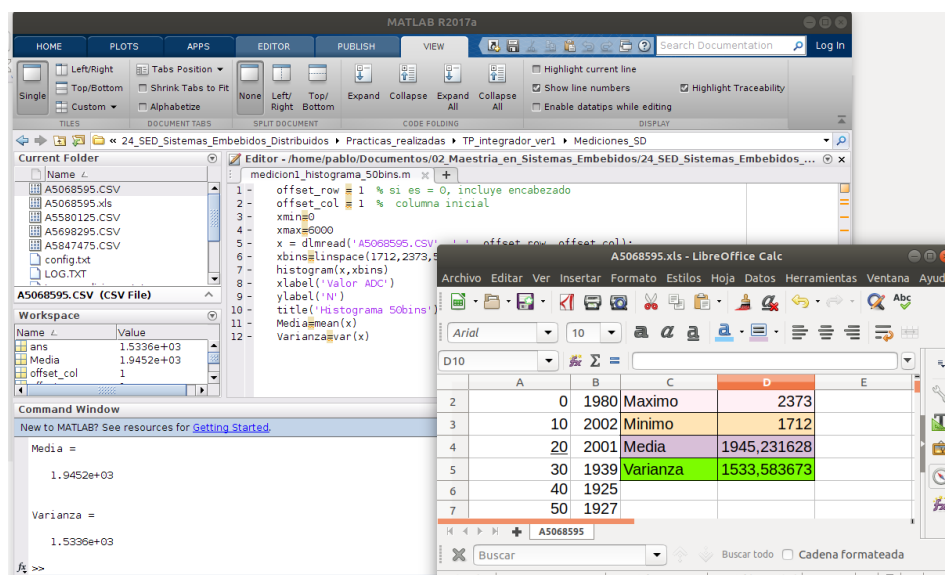 MATLAB R2017a
HOME PLOTS APPS EDITOR PUBLISH VIEW Search Documentation Log In
Single
Left/Right
Top/Bottom
Custom
Tabs Position
Shrink Tabs to Fit
Alphabetize
None
Left/ Right
Top/ Bottom
Expand
Collapse
Expand All
Collapse All
Highlight current line
Show line numbers
Enable datatips while editing
Highlight Traceability
TILES DOCUMENT TABS SPLIT DOCUMENT CODE FOLDING DISPLAY
« 24_SED_Sistemas_Embebidos_Distribuidos Practicas_realizadas TP_integrador_ver1 Mediciones_SD
Current Folder
Name
A5068595.CSV
A5068595.xls
A5580125.CSV
A5698295.CSV
A5847475.CSV
config.txt
LOG.TXT
A5068595.CSV (CSV File)
Workspace
Name Value
ans 1.5336e+03
Media 1.9452e+03
offset_col 1
Editor - /home/pablo/Documentos/02_Maestria_en_Sistemas_Embebidos/24_SED_Sistemas_Embebidos_...
medicion1_histograma_50bins.m
1 - offset_row = 1 % si es = 0, incluye encabezado
2 - offset_col = 1 % columna inicial
3 - xmin=0
4 - xmax=6000
5 - x = dlmread('A5068595.CSV', offset_row, offset_col);
6 - xbins=linspace(1712,2373,5
7 - histogram(x,xbins)
8 - xlabel('Valor ADC')
9 - ylabel('N')
10 - title('Histograma 50bins')
11 - Media=mean(x)
12 - Varianza=var(x)
Command Window
New to MATLAB? See resources for Getting Started.
Media =
1.9452e+03
Varianza =
1.5336e+03
fx >>
A5068595.xls - LibreOffice Calc
Archivo Editar Ver Insertar Formato Estilos Hoja Datos Herramientas Ventana Ayud
Abc
Arial 10 a a a a
D10
A B C D E
2 0 1980 Maximo 2373
3 10 2002 Minimo 1712
4 20 2001 Media 1945,231628
5 30 1939 Varianza 1533,583673
6 40 1925
7 50 1927
A5068595
Buscar Buscar todo Cadena formateada